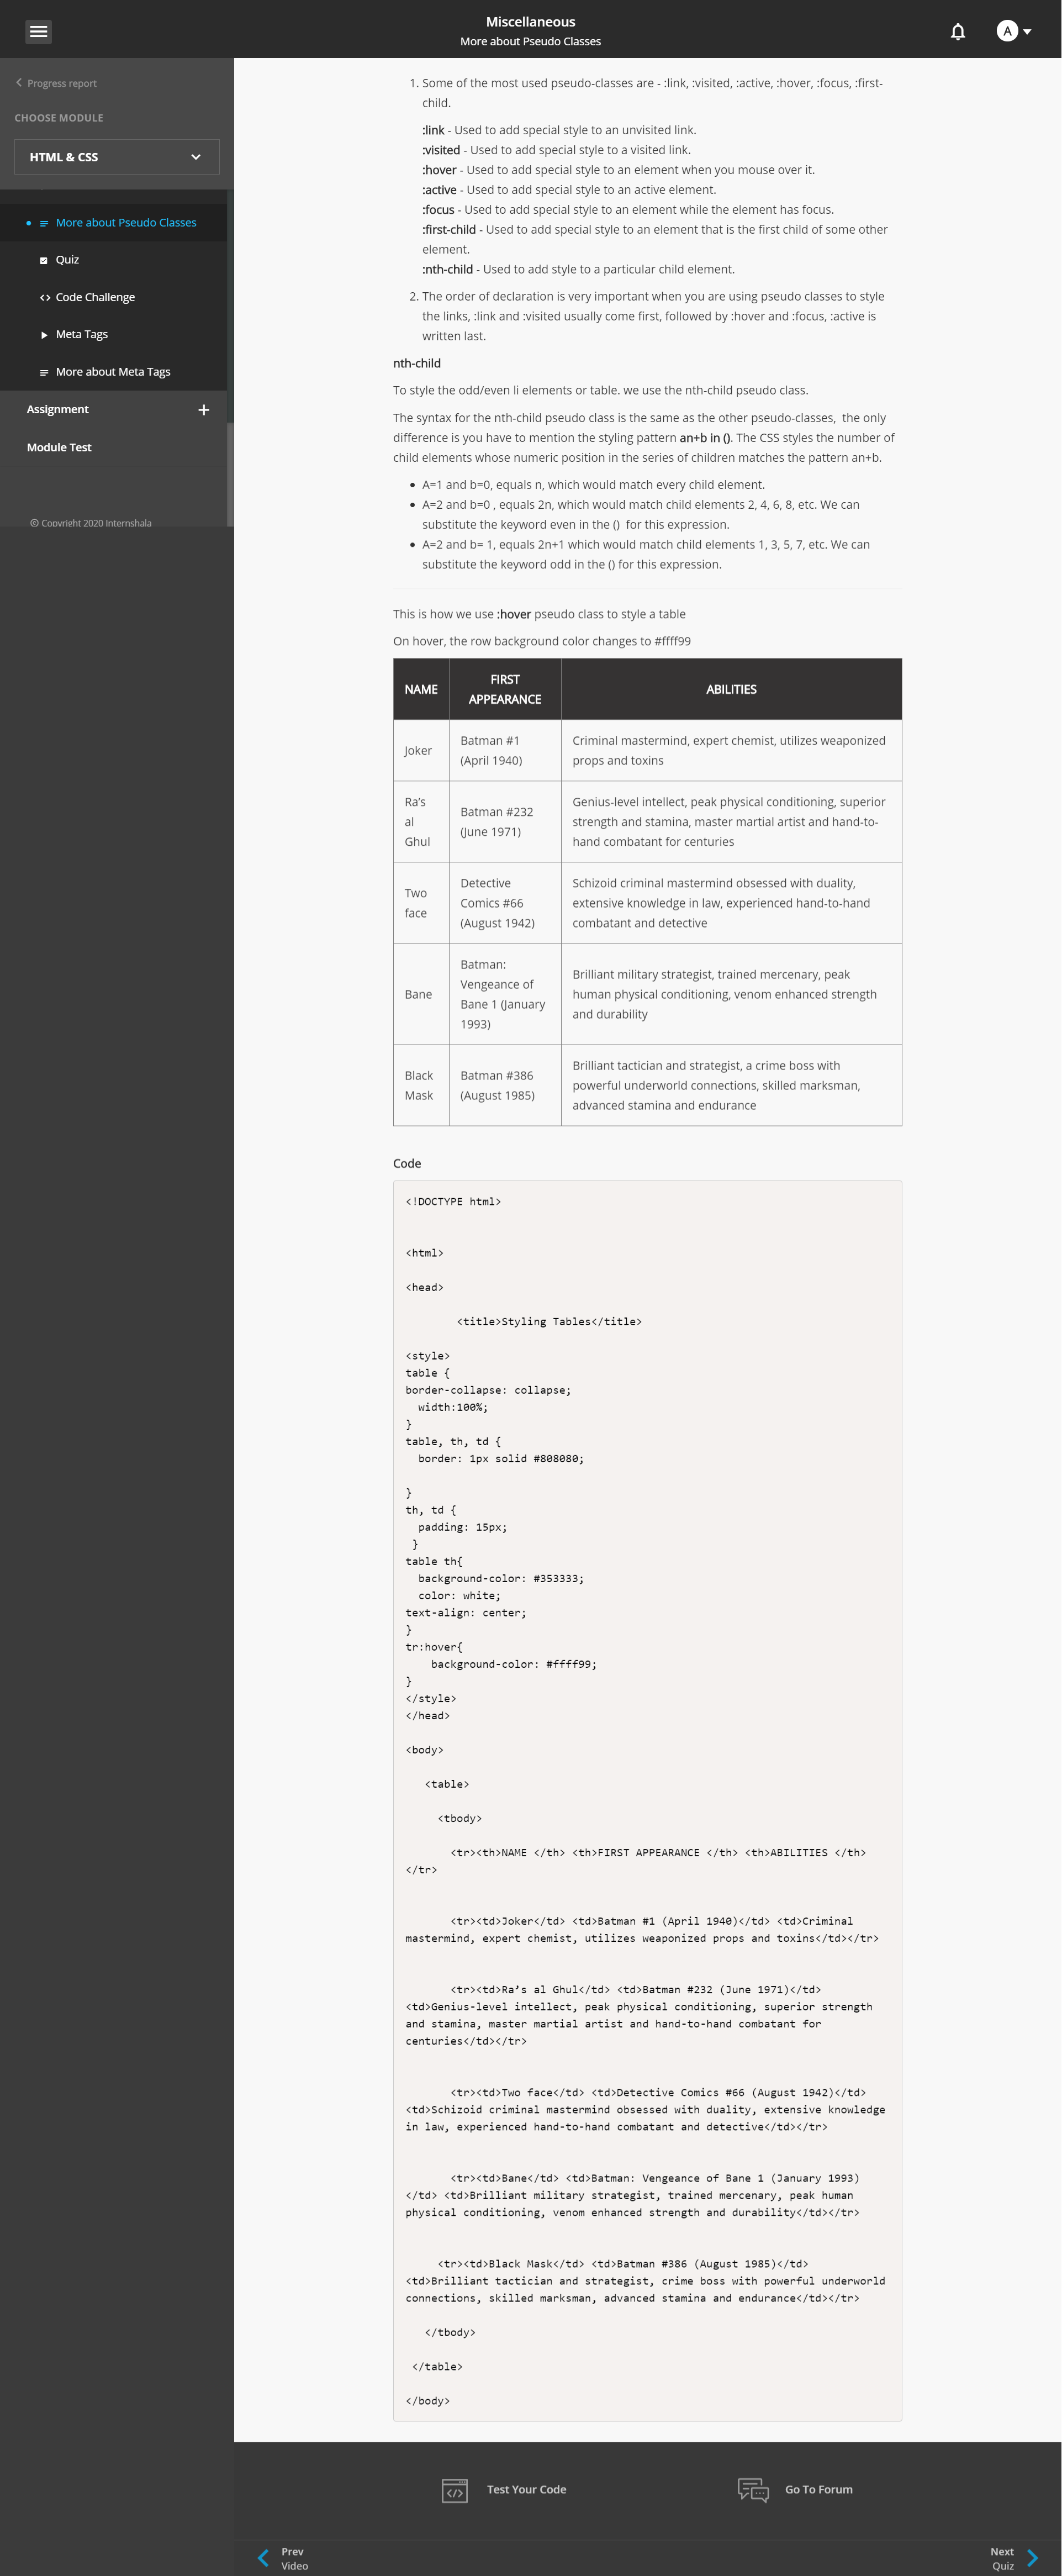 Miscellaneous
More about Pseudo Classes
A
Progress report
CHOOSE MODULE
HTML & CSS
More about Pseudo Classes
Quiz
Code Challenge
Meta Tags
More about Meta Tags
Assignment
Module Test
© Copyright 2020 Internshala
1. Some of the most used pseudo-classes are - :link, :visited, :active, :hover, :focus, :first-
child.
:link - Used to add special style to an unvisited link.
:visited - Used to add special style to a visited link.
:hover - Used to add special style to an element when you mouse over it.
:active - Used to add special style to an active element.
:focus - Used to add special style to an element while the element has focus.
:first-child - Used to add special style to an element that is the first child of some other
element.
:nth-child - Used to add style to a particular child element.
2. The order of declaration is very important when you are using pseudo classes to style
the links, :link and :visited usually come first, followed by :hover and :focus, :active is
written last.
nth-child
To style the odd/even li elements or table. we use the nth-child pseudo class.
The syntax for the nth-child pseudo class is the same as the other pseudo-classes,  the only
difference is you have to mention the styling pattern an+b in (). The CSS styles the number of
child elements whose numeric position in the series of children matches the pattern an+b.
• A=1 and b=0, equals n, which would match every child element.
• A=2 and b=0 , equals 2n, which would match child elements 2, 4, 6, 8, etc. We can
substitute the keyword even in the ()  for this expression.
• A=2 and b= 1, equals 2n+1 which would match child elements 1, 3, 5, 7, etc. We can
substitute the keyword odd in the () for this expression.
This is how we use :hover pseudo class to style a table
On hover, the row background color changes to #ffff99
NAME
FIRST
APPEARANCE
ABILITIES
Joker
Batman #1
(April 1940)
Criminal mastermind, expert chemist, utilizes weaponized
props and toxins
Ra's
al
Ghul
Batman #232
(June 1971)
Genius-level intellect, peak physical conditioning, superior
strength and stamina, master martial artist and hand-to-
hand combatant for centuries
Two
face
Detective
Comics #66
(August 1942)
Schizoid criminal mastermind obsessed with duality,
extensive knowledge in law, experienced hand-to-hand
combatant and detective
Bane
Batman:
Vengeance of
Bane 1 (January
1993)
Brilliant military strategist, trained mercenary, peak
human physical conditioning, venom enhanced strength
and durability
Black
Mask
Batman #386
(August 1985)
Brilliant tactician and strategist, a crime boss with
powerful underworld connections, skilled marksman,
advanced stamina and endurance
Code
<!DOCTYPE html>
<html>
<head>
<title>Styling Tables</title>
<style>
table {
border-collapse: collapse;
width:100%;
}
table, th, td {
border: 1px solid #808080;
}
th, td {
padding: 15px;
}
table th{
background-color: #353333;
color: white;
text-align: center;
}
tr:hover{
background-color: #ffff99;
}
</style>
</head>
<body>
<table>
<tbody>
<tr><th>NAME </th> <th>FIRST APPEARANCE </th> <th>ABILITIES </th>
</tr>
<tr><td>Joker</td> <td>Batman #1 (April 1940)</td> <td>Criminal
mastermind, expert chemist, utilizes weaponized props and toxins</td></tr>
<tr><td>Ra’s al Ghul</td> <td>Batman #232 (June 1971)</td>
<td>Genius-level intellect, peak physical conditioning, superior strength
and stamina, master martial artist and hand-to-hand combatant for
centuries</td></tr>
<tr><td>Two face</td> <td>Detective Comics #66 (August 1942)</td>
<td>Schizoid criminal mastermind obsessed with duality, extensive knowledge
in law, experienced hand-to-hand combatant and detective</td></tr>
<tr><td>Bane</td> <td>Batman: Vengeance of Bane 1 (January 1993)
</td> <td>Brilliant military strategist, trained mercenary, peak human
physical conditioning, venom enhanced strength and durability</td></tr>
<tr><td>Black Mask</td> <td>Batman #386 (August 1985)</td>
<td>Brilliant tactician and strategist, crime boss with powerful underworld
connections, skilled marksman, advanced stamina and endurance</td></tr>
</tbody>
</table>
</body>
Test Your Code
Go To Forum
Prev
Video
Next
Quiz